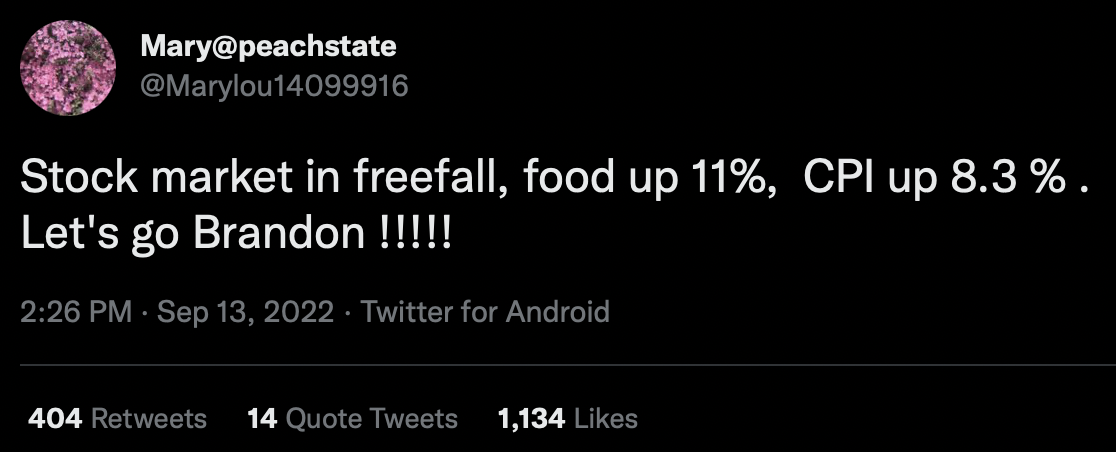 Mary@peachstate
@Marylou14099916
Stock market in freefall, food up 11%,  CPI up 8.3 % .
Let's go Brandon !!!!!
2:26 PM · Sep 13, 2022 · Twitter for Android
404 Retweets 14 Quote Tweets 1,134 Likes